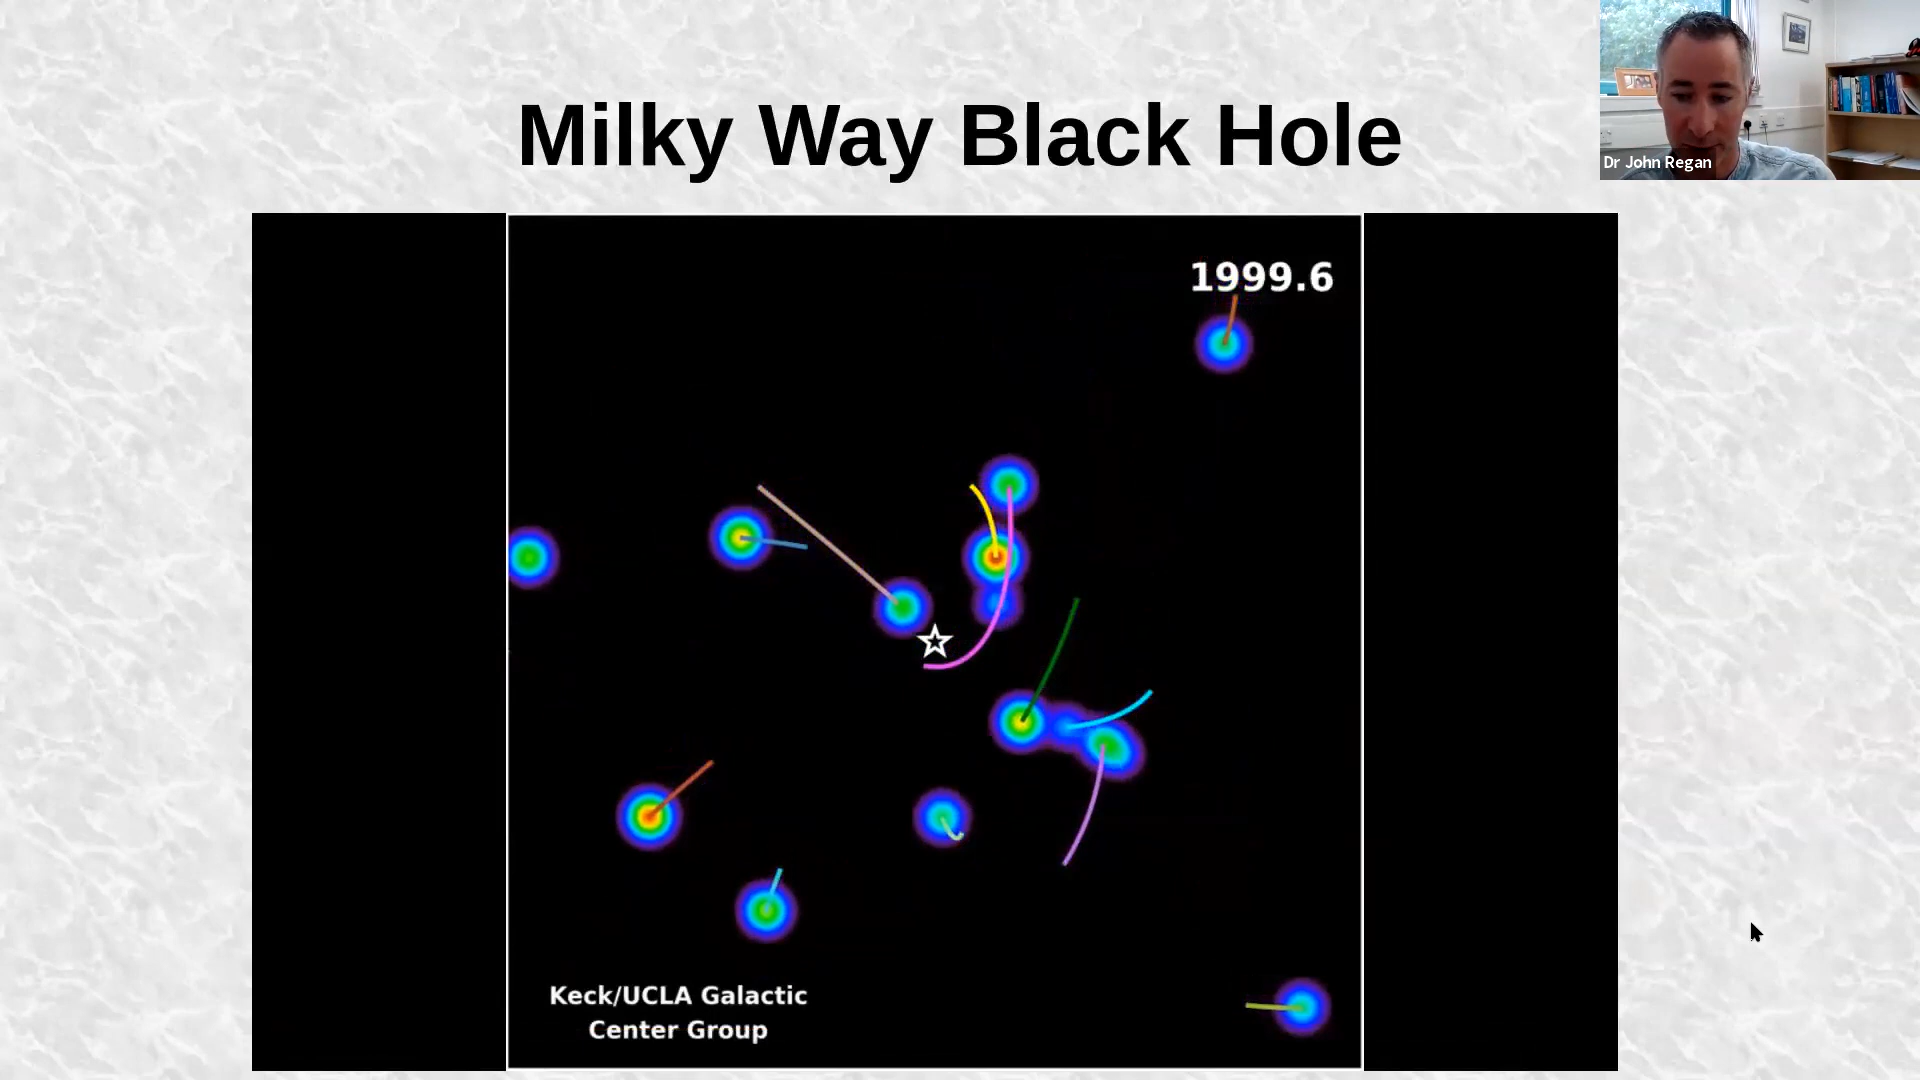 Milky Way Black Hole
Dr John Regan
1999.6
Keck/UCLA Galactic
Center Group